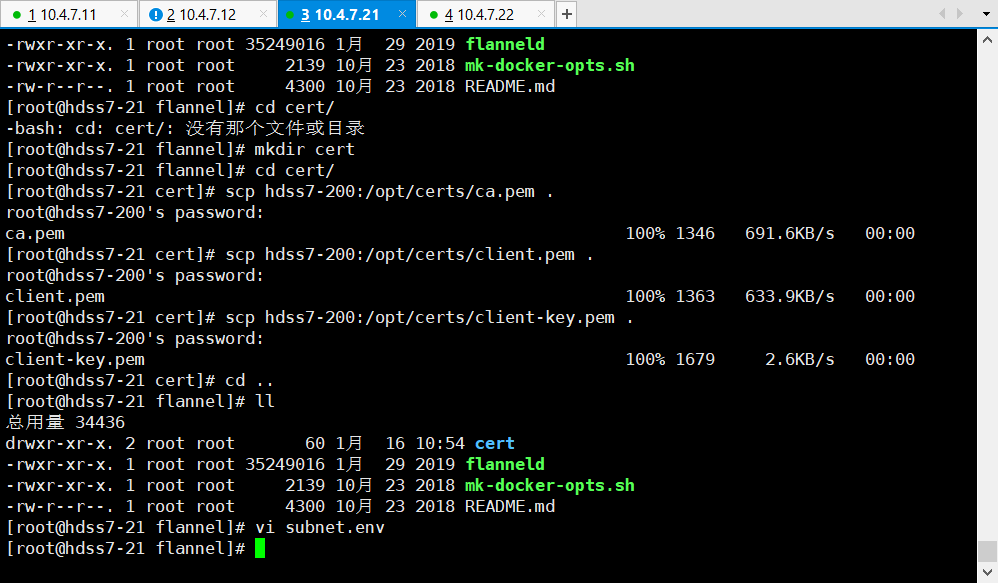 1 10.4.7.11 × 2 10.4.7.12 × 3 10.4.7.21 × 4 10.4.7.22 × +
-rwxr-xr-x. 1 root root 35249016 1月  29 2019 flanneld
-rwxr-xr-x. 1 root root     2139 10月 23 2018 mk-docker-opts.sh
-rw-r--r--. 1 root root     4300 10月 23 2018 README.md
[root@hdss7-21 flannel]# cd cert/
-bash: cd: cert/: 没有那个文件或目录
[root@hdss7-21 flannel]# mkdir cert
[root@hdss7-21 flannel]# cd cert/
[root@hdss7-21 cert]# scp hdss7-200:/opt/certs/ca.pem .
root@hdss7-200's password:
ca.pem 100% 1346   691.6KB/s   00:00
[root@hdss7-21 cert]# scp hdss7-200:/opt/certs/client.pem .
root@hdss7-200's password:
client.pem 100% 1363   633.9KB/s   00:00
[root@hdss7-21 cert]# scp hdss7-200:/opt/certs/client-key.pem .
root@hdss7-200's password:
client-key.pem 100% 1679     2.6KB/s   00:00
[root@hdss7-21 cert]# cd ..
[root@hdss7-21 flannel]# ll
总用量 34436
drwxr-xr-x. 2 root root       60 1月  16 10:54 cert
-rwxr-xr-x. 1 root root 35249016 1月  29 2019 flanneld
-rwxr-xr-x. 1 root root     2139 10月 23 2018 mk-docker-opts.sh
-rw-r--r--. 1 root root     4300 10月 23 2018 README.md
[root@hdss7-21 flannel]# vi subnet.env
[root@hdss7-21 flannel]#